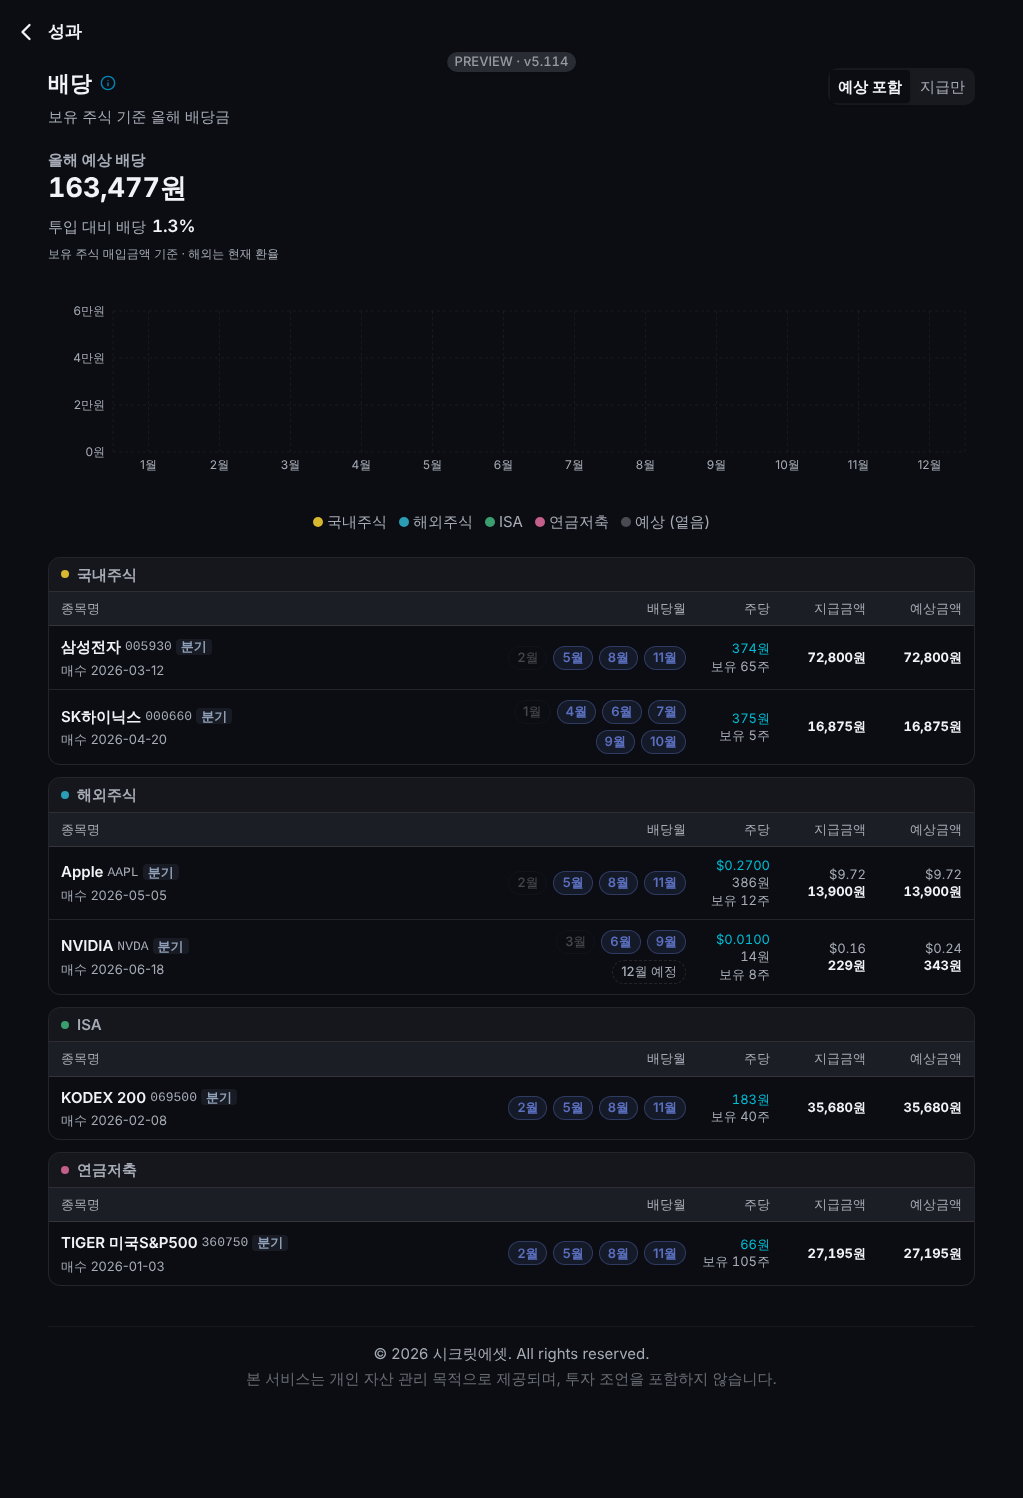 성과
PREVIEW · v5.114
배당
예상 포함 지급만
보유 주식 기준 올해 배당금
올해 예상 배당
163,477원
투입 대비 배당 1.3%
보유 주식 매입금액 기준 · 해외는 현재 환율
6만원
4만원
2만원
0원
1월 2월 3월 4월 5월 6월 7월 8월 9월 10월 11월 12월
국내주식 해외주식 ISA 연금저축 예상 (옅음)
국내주식
종목명 배당월 주당 지급금액 예상금액
삼성전자 005930 분기
매수 2026-03-12
2월 5월 8월 11월
374원
보유 65주
72,800원 72,800원
SK하이닉스 000660 분기
매수 2026-04-20
1월 4월 6월 7월
9월 10월
375원
보유 5주
16,875원 16,875원
해외주식
종목명 배당월 주당 지급금액 예상금액
Apple AAPL 분기
매수 2026-05-05
2월 5월 8월 11월
$0.2700
386원
보유 12주
$9.72
13,900원
$9.72
13,900원
NVIDIA NVDA 분기
매수 2026-06-18
3월 6월 9월
12월 예정
$0.0100
14원
보유 8주
$0.16
229원
$0.24
343원
ISA
종목명 배당월 주당 지급금액 예상금액
KODEX 200 069500 분기
매수 2026-02-08
2월 5월 8월 11월
183원
보유 40주
35,680원 35,680원
연금저축
종목명 배당월 주당 지급금액 예상금액
TIGER 미국S&P500 360750 분기
매수 2026-01-03
2월 5월 8월 11월
66원
보유 105주
27,195원 27,195원
© 2026 시크릿에셋. All rights reserved.
본 서비스는 개인 자산 관리 목적으로 제공되며, 투자 조언을 포함하지 않습니다.